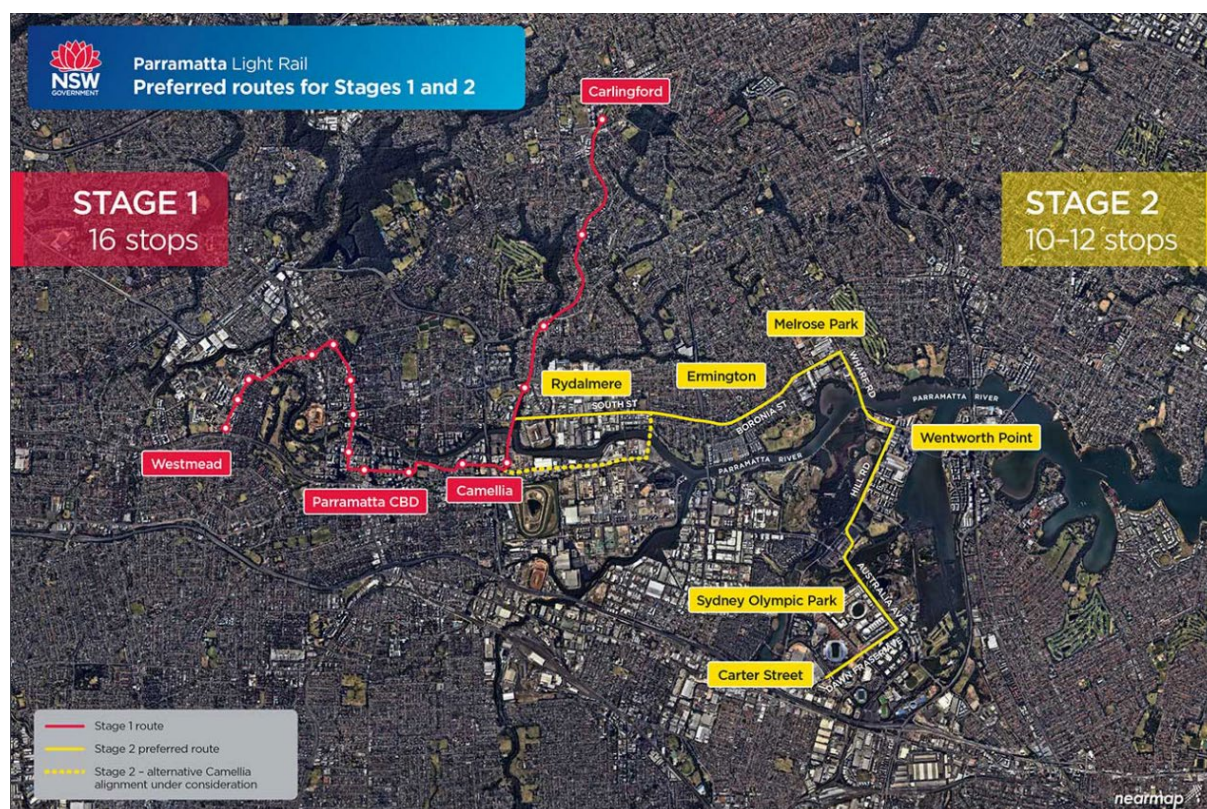 NSW
GOVERNMENT
Parramatta Light Rail
Preferred routes for Stages 1 and 2
Carlingford
STAGE 1
16 stops
STAGE 2
10–12 stops
Melrose Park
WHARF RD
Rydalmere
Ermington
SOUTH ST
BORONIA ST
PARRAMATTA RIVER
Wentworth Point
Westmead
Parramatta CBD
Camellia
PARRAMATTA RIVER
HILL RD
AUSTRALIA AVE
Sydney Olympic Park
Carter Street
DAWN FRASER AVE
Stage 1 route
Stage 2 preferred route
Stage 2 – alternative Camellia
alignment under consideration
nearmap